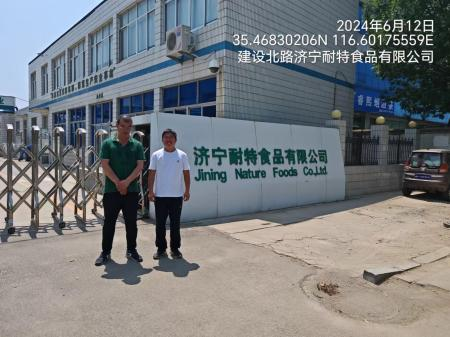 2024年6月12日
35.46830206N 116.60175559E
建设北路济宁耐特食品有限公司
济宁耐特食品有限公司
Jining Nature Foods Co.,Ltd.